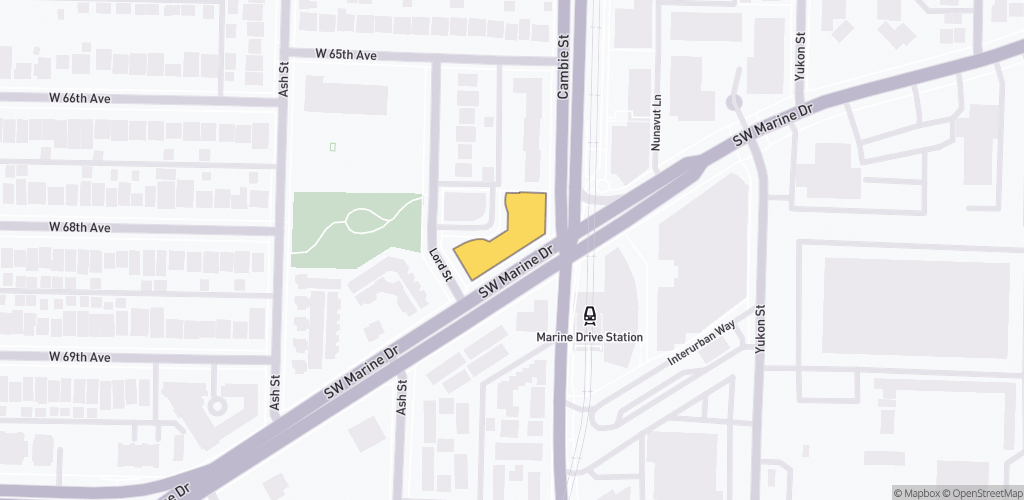 W 65th Ave
Cambie St
Yukon St
Ash St
W 66th Ave
Nunavut Ln
SW Marine Dr
W 68th Ave
Lord St
SW Marine Dr
Marine Drive Station
Interurban Way
Yukon St
W 69th Ave
SW Marine Dr
Ash St
Ash St
ne Dr
© Mapbox © OpenStreetMap